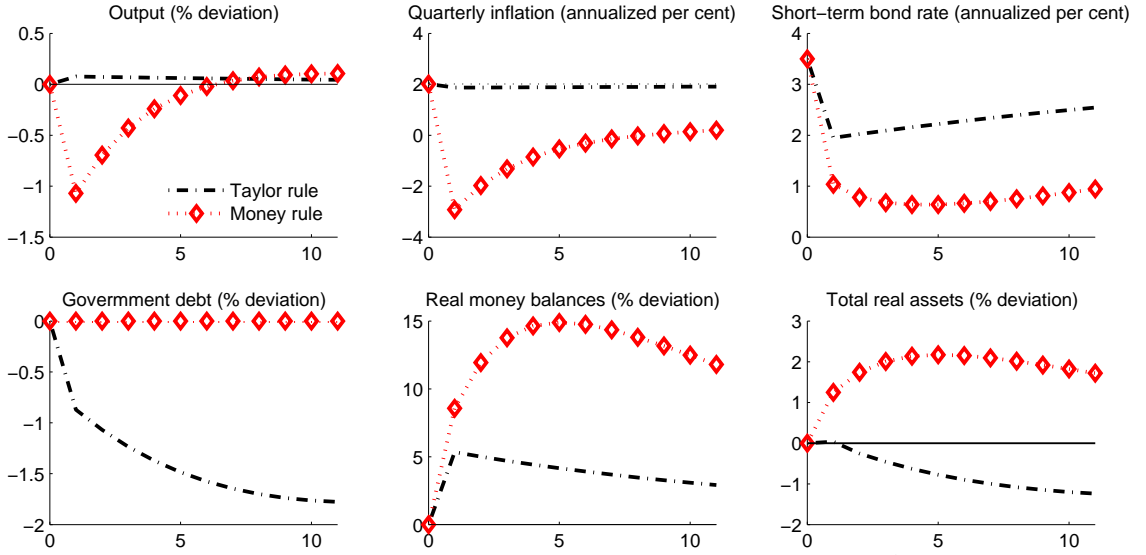 Output (% deviation)
0.5
0
−0.5
−1
−1.5
0 5 10
Taylor rule
Money rule
Quarterly inflation (annualized per cent)
4
2
0
−2
−4
0 5 10
Short−term bond rate (annualized per cent)
4
3
2
1
0
0 5 10
Govermment debt (% deviation)
0
−0.5
−1
−1.5
−2
0 5 10
Real money balances (% deviation)
15
10
5
0
0 5 10
Total real assets (% deviation)
3
2
1
0
−1
−2
0 5 10